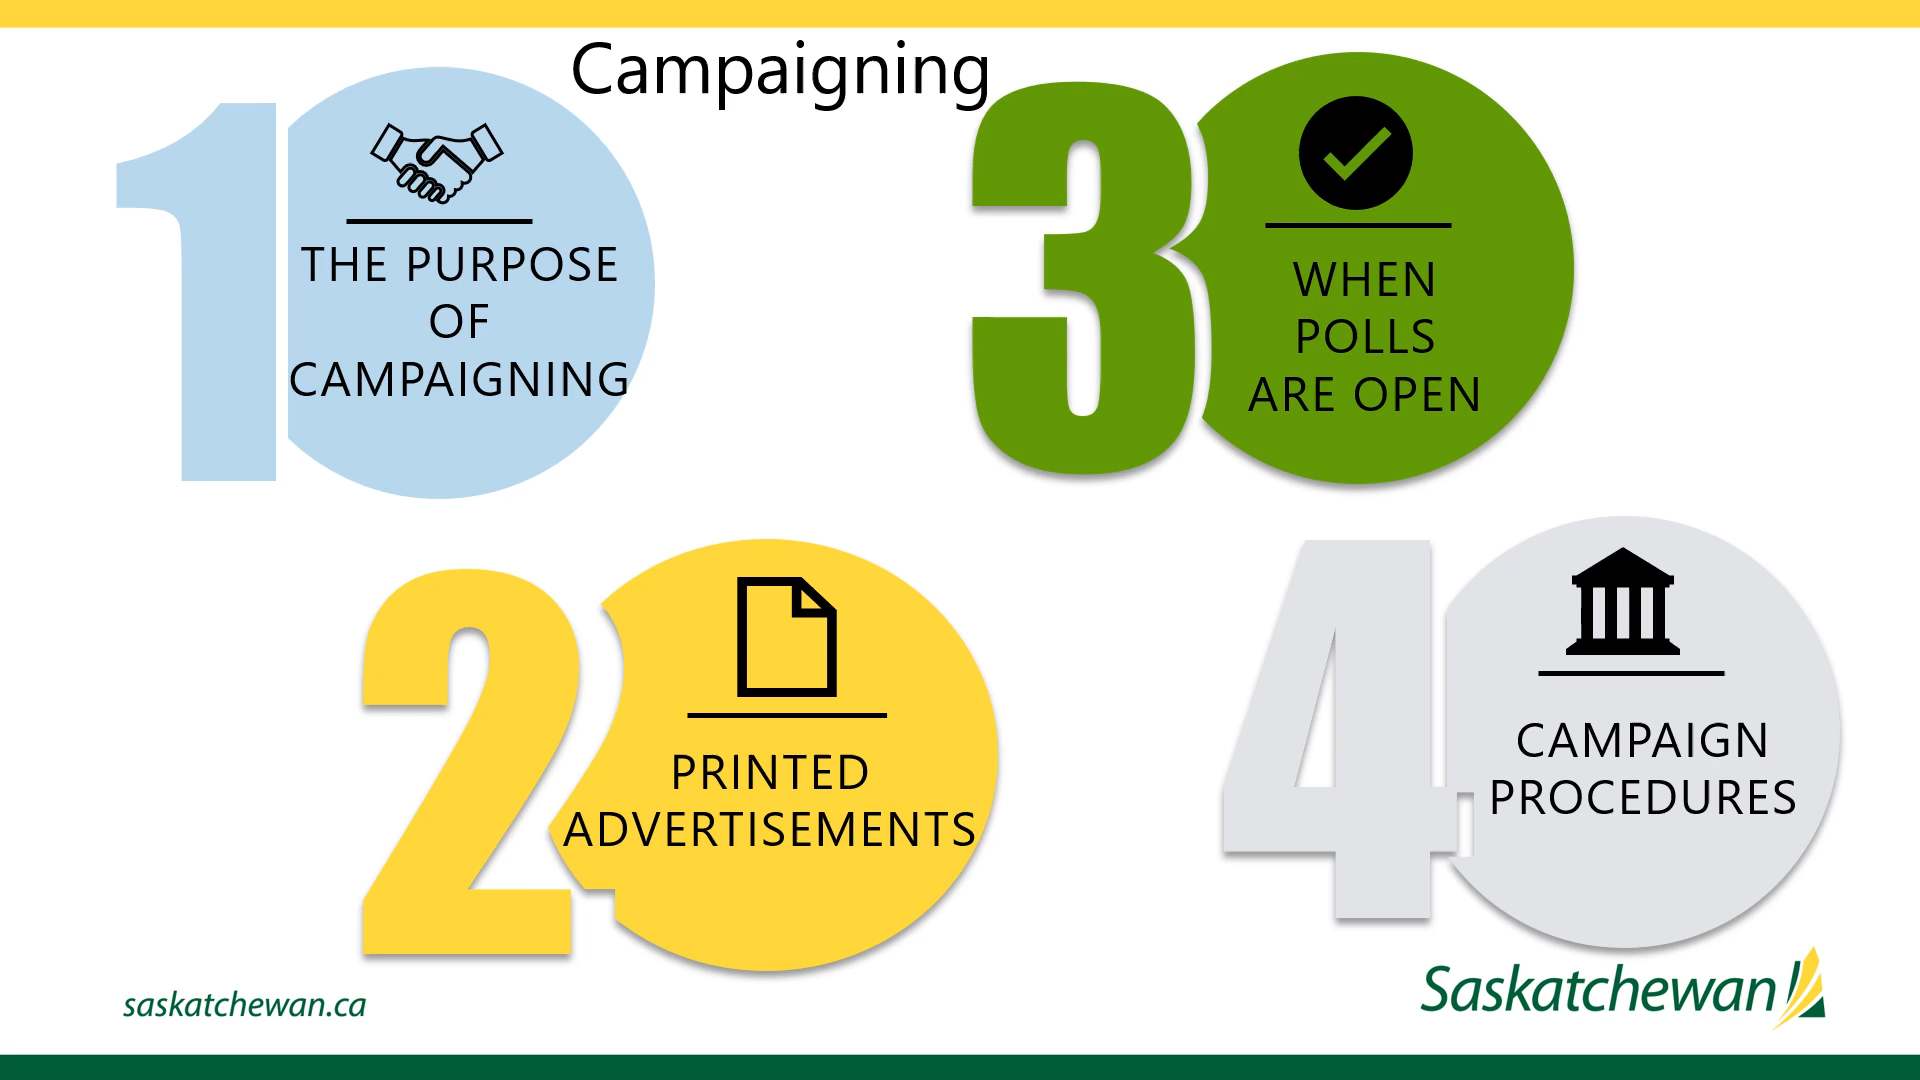 Campaigning
1
THE PURPOSE
OF
CAMPAIGNING
2
PRINTED
ADVERTISEMENTS
3
WHEN
POLLS
ARE OPEN
4
CAMPAIGN
PROCEDURES
saskatchewan.ca
Saskatchewan